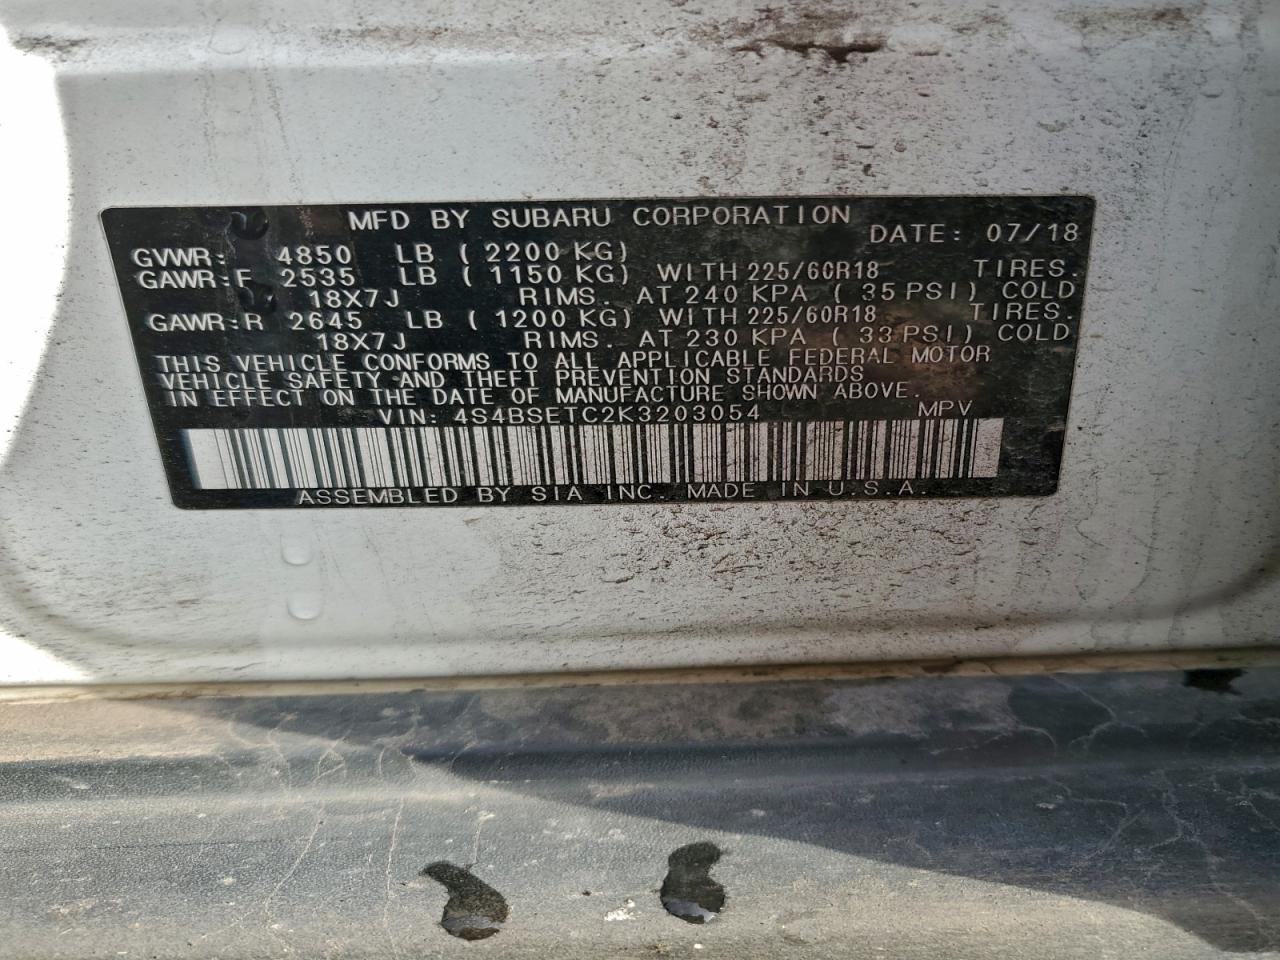 MFD BY SUBARU CORPORATION DATE: 07/18
GVWR: 4850 LB ( 2200 KG)
GAWR:F 2535 LB ( 1150 KG) WITH 225/60R18 TIRES.
18X7J RIMS. AT 240 KPA ( 35 PSI) COLD
GAWR:R 2645 LB ( 1200 KG) WITH 225/60R18 TIRES.
18X7J RIMS. AT 230 KPA ( 33 PSI) COLD
THIS VEHICLE CONFORMS TO ALL APPLICABLE FEDERAL MOTOR
VEHICLE SAFETY AND THEFT PREVENTION STANDARDS
IN EFFECT ON THE DATE OF MANUFACTURE SHOWN ABOVE.
VIN: 4S4BSETC2K3203054 MPV
ASSEMBLED BY SIA INC. MADE IN U.S.A.